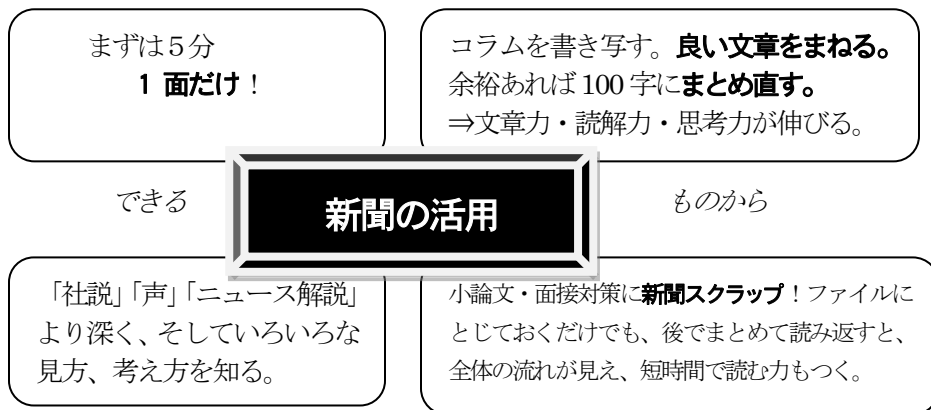 まずは５分
1 面だけ！
コラムを書き写す。良い文章をまねる。
余裕あれば 100 字にまとめ直す。
⇒文章力・読解力・思考力が伸びる。
できる
新聞の活用
ものから
「社説」「声」「ニュース解説」
より深く、そしていろいろな
見方、考え方を知る。
小論文・面接対策に新聞スクラップ！ファイルに
とじておくだけでも、後でまとめて読み返すと、
全体の流れが見え、短時間で読む力もつく。